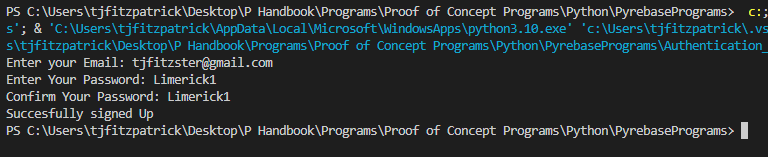 PS C:\Users\tjfitzpatrick\Desktop\P Handbook\Programs\Proof of Concept Programs\Python\PyrebasePrograms>  c:;
s'; & 'C:\Users\tjfitzpatrick\AppData\Local\Microsoft\WindowsApps\python3.10.exe' 'c:\Users\tjfitzpatrick\.vs
s\tjfitzpatrick\Desktop\P Handbook\Programs\Proof of Concept Programs\Python\PyrebasePrograms\Authentication_
Enter your Email: tjfitzster@gmail.com
Enter Your Password: Limerick1
Confirm Your Password: Limerick1
Succesfully signed Up
PS C:\Users\tjfitzpatrick\Desktop\P Handbook\Programs\Proof of Concept Programs\Python\PyrebasePrograms>